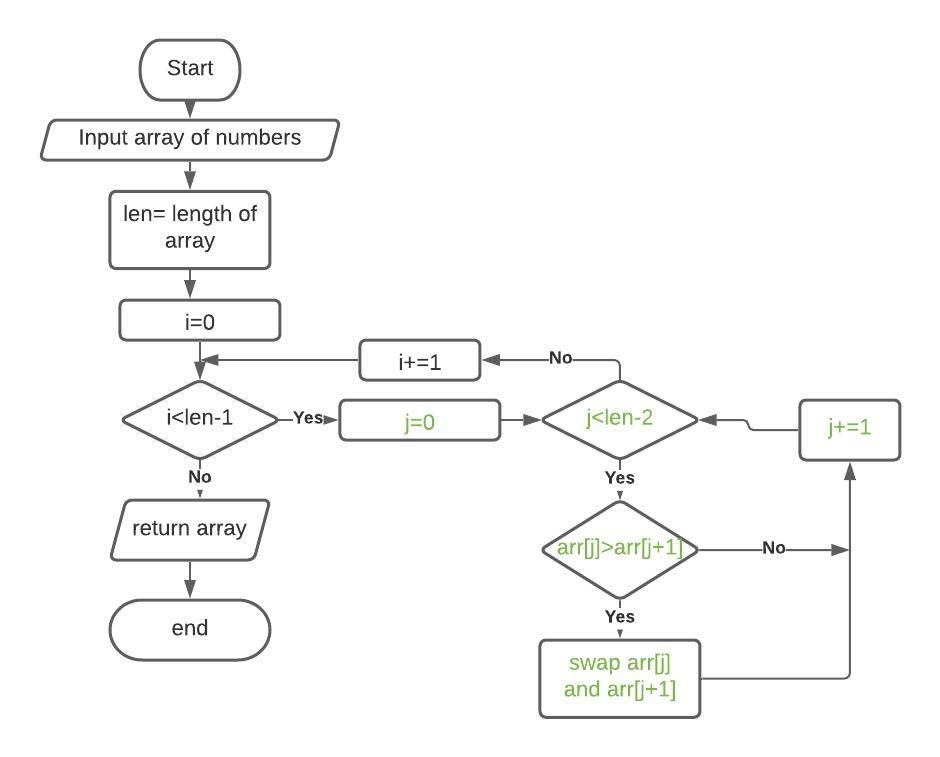 Start
Input array of numbers
len= length of
array
i=0
i+=1
No
i<len-1
Yes
j=0
j<len-2
j+=1
No
Yes
return array
arr[j]>arr[j+1]
No
Yes
end
swap arr[j]
and arr[j+1]